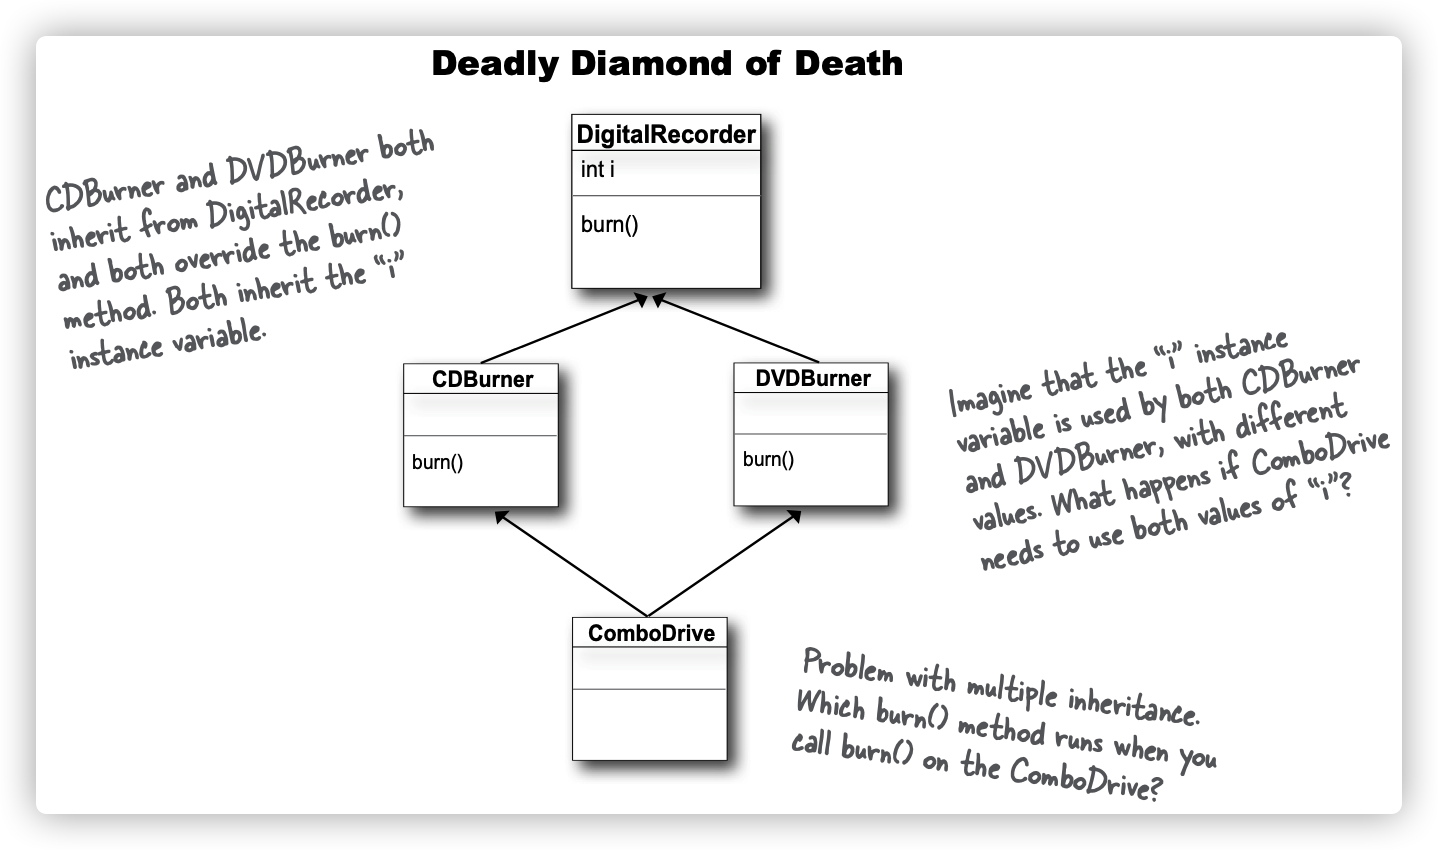 Deadly Diamond of Death
DigitalRecorder
int i
burn()
CDBurner and DVDBurner both
inherit from DigitalRecorder,
and both override the burn()
method. Both inherit the “i”
instance variable.
CDBurner
burn()
DVDBurner
burn()
Imagine that the “i” instance
variable is used by both CDBurner
and DVDBurner, with different
values. What happens if ComboDrive
needs to use both values of “i”?
ComboDrive
Problem with multiple inheritance.
Which burn() method runs when you
call burn() on the ComboDrive?